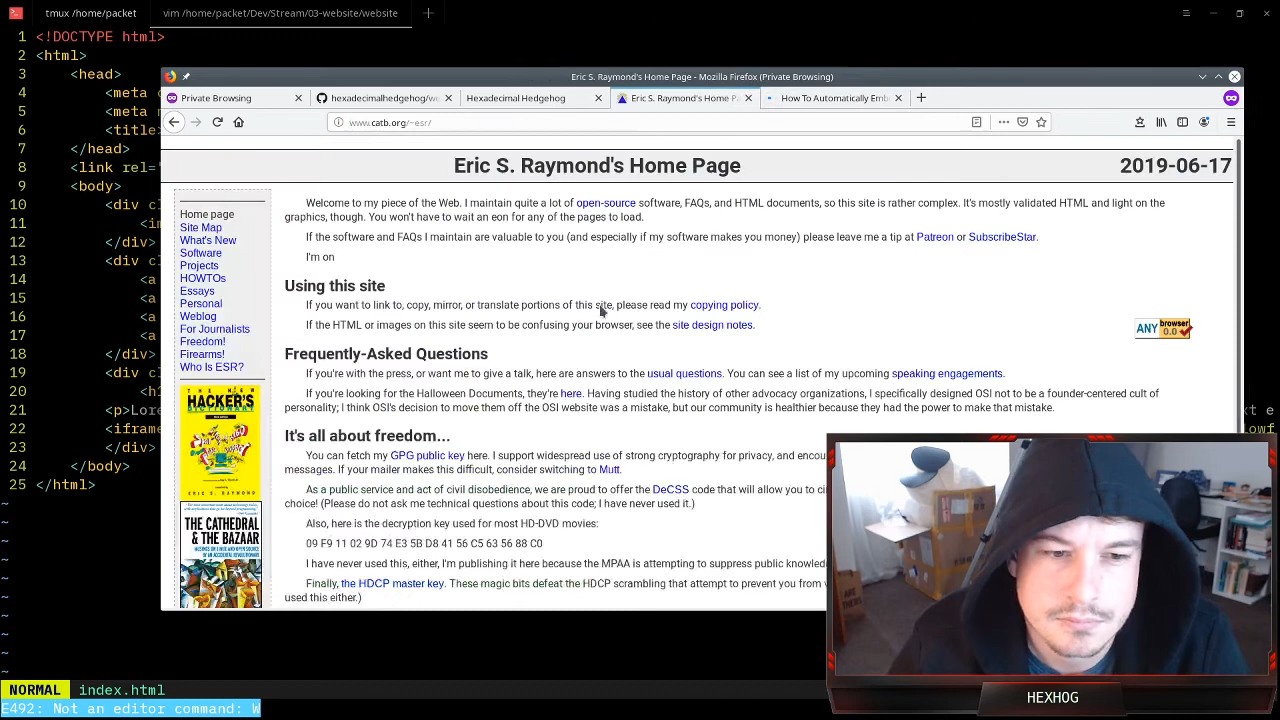 tmux /home/packet
vim /home/packet/Dev/Stream/03-website/website
1 <!DOCTYPE html>
2 <html>
3 <head>
4 <meta
5 <meta
6 <title>
7 </head>
8 <link rel=
9 <body>
10 <div
11 <im
12 </div>
13 <div
14 <a
15 <a
16 <a
17 <a
18 </div>
19 <div
20 <h1
21 <p>Lore
22 <iframe
23 </div>
24 </body>
25 </html>
Eric S. Raymond's Home Page - Mozilla Firefox (Private Browsing)
Private Browsing
hexadecimalhedgehog/we
Hexadecimal Hedgehog
Eric S. Raymond's Home P
How To Automatically Emb
www.catb.org/~esr/
Eric S. Raymond's Home Page
2019-06-17
Home page
Site Map
What's New
Software
Projects
HOWTOs
Essays
Personal
Weblog
For Journalists
Freedom!
Firearms!
Who Is ESR?
THE NEW
HACKER'S
DICTIONARY
ERIC S. RAYMOND
THE CATHEDRAL
& THE BAZAAR
Welcome to my piece of the Web. I maintain quite a lot of open-source software, FAQs, and HTML documents, so this site is rather complex. It's mostly validated HTML and light on the
graphics, though. You won't have to wait an eon for any of the pages to load.
If the software and FAQs I maintain are valuable to you (and especially if my software makes you money) please leave me a tip at Patreon or SubscribeStar.
I'm on
Using this site
If you want to link to, copy, mirror, or translate portions of this site, please read my copying policy.
If the HTML or images on this site seem to be confusing your browser, see the site design notes.
ANY browser 0.0
Frequently-Asked Questions
If you're with the press, or want me to give a talk, here are answers to the usual questions. You can see a list of my upcoming speaking engagements.
If you're looking for the Halloween Documents, they're here. Having studied the history of other advocacy organizations, I specifically designed OSI not to be a founder-centered cult of
personality; I think OSI's decision to move them off the OSI website was a mistake, but our community is healthier because they had the power to make that mistake.
It's all about freedom...
You can fetch my GPG public key here. I support widespread use of strong cryptography for privacy, and encou
messages. If your mailer makes this difficult, consider switching to Mutt.
As a public service and act of civil disobedience, we are proud to offer the DeCSS code that will allow you to ci
choice! (Please do not ask me technical questions about this code; I have never used it.)
Also, here is the decryption key used for most HD-DVD movies:
09 F9 11 02 9D 74 E3 5B D8 41 56 C5 63 56 88 C0
I have never used this, either, I'm publishing it here because the MPAA is attempting to suppress public knowled
Finally, the HDCP master key. These magic bits defeat the HDCP scrambling that attempt to prevent you from v
used this either.)
xt e
owf
HEXHOG
NORMAL index.html
E492: Not an editor command: W